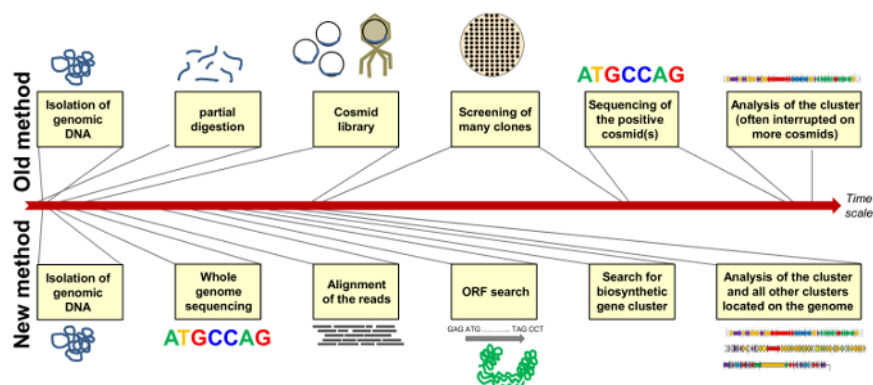 Old method
ATGCCAG
Isolation of
genomic
DNA
partial
digestion
Cosmid
library
Screening of
many clones
Sequencing of
the positive
cosmid(s)
Analysis of the cluster
(often interrupted on
more cosmids)
Time
scale
New method
Isolation of
genomic
DNA
Whole
genome
sequencing
Alignment
of the reads
ORF search
Search for
biosynthetic
gene cluster
Analysis of the cluster
and all other clusters
located on the genome
ATGCCAG
GAG ATG ................ TAG CCT